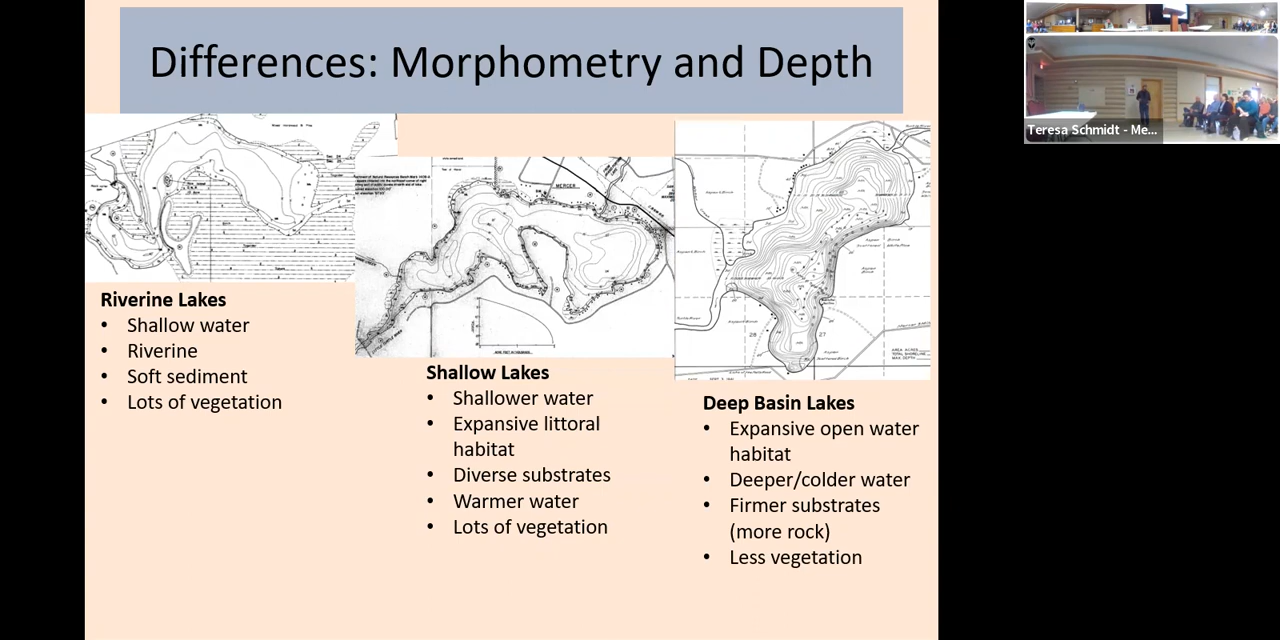 Differences: Morphometry and Depth
Teresa Schmidt - Me...
MERCER
Riverine Lakes
• Shallow water
• Riverine
• Soft sediment
• Lots of vegetation
Shallow Lakes
• Shallower water
• Expansive littoral
habitat
• Diverse substrates
• Warmer water
• Lots of vegetation
Deep Basin Lakes
• Expansive open water
habitat
• Deeper/colder water
• Firmer substrates
(more rock)
• Less vegetation